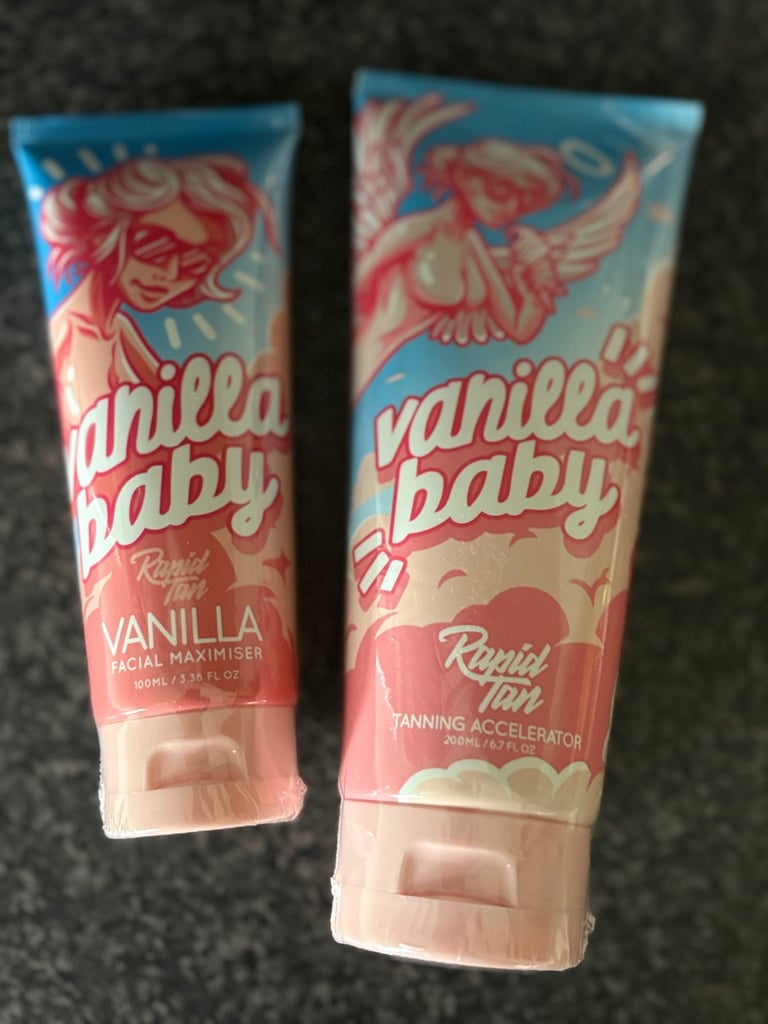 vanilla
baby
Rapid
Tan
VANILLA
FACIAL MAXIMISER
100ML / 3.38 FL OZ
vanilla
baby
Rapid
Tan
TANNING ACCELERATOR
200ML / 6.7 FL OZ